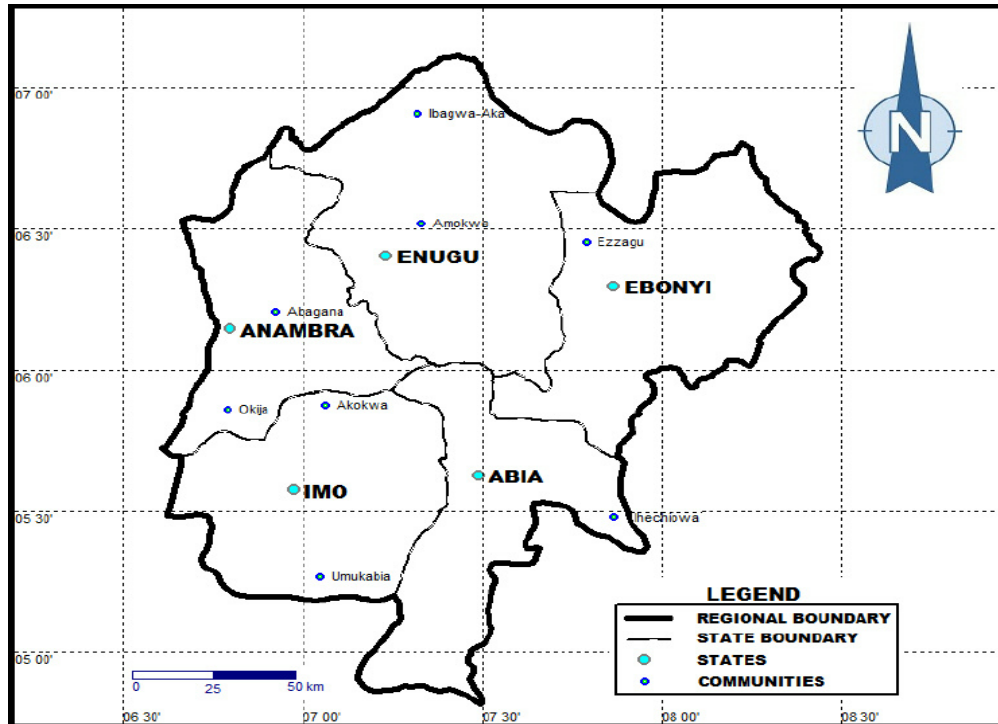 N
07 00'
Ibagwa-Aka
06 30'
Amokwa
Ezzagu
ENUGU
EBONYI
Abagana
ANAMBRA
06 00'
Okija
Akokwa
ABIA
IMO
05 30'
Ihechiowa
Umukabia
LEGEND
REGIONAL BOUNDARY
STATE BOUNDARY
STATES
COMMUNITIES
05 00'
0 25 50 km
06 30' 07 00' 07 30' 08 00' 08 30'